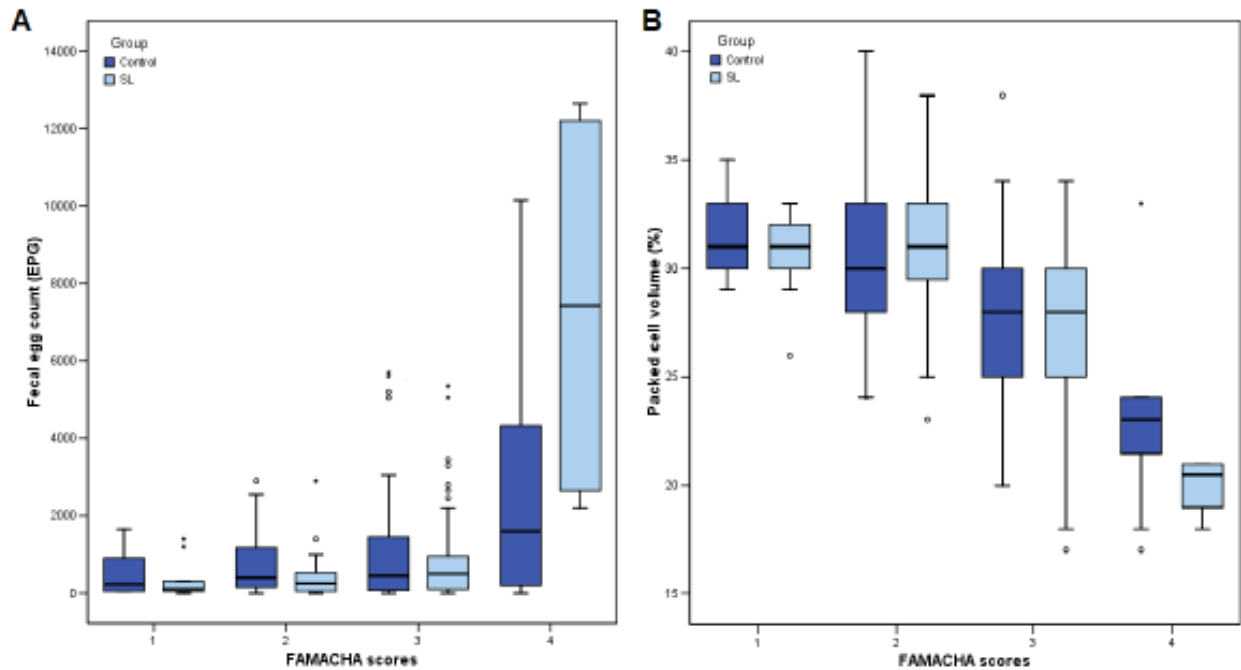 A
Group
Control
SL
14000
12000
10000
8000
6000
4000
2000
0
Fecal egg count (EPG)
1 2 3 4
FAMACHA scores
B
Group
Control
SL
40
35
30
25
20
15
Packed cell volume (%)
1 2 3 4
FAMACHA scores